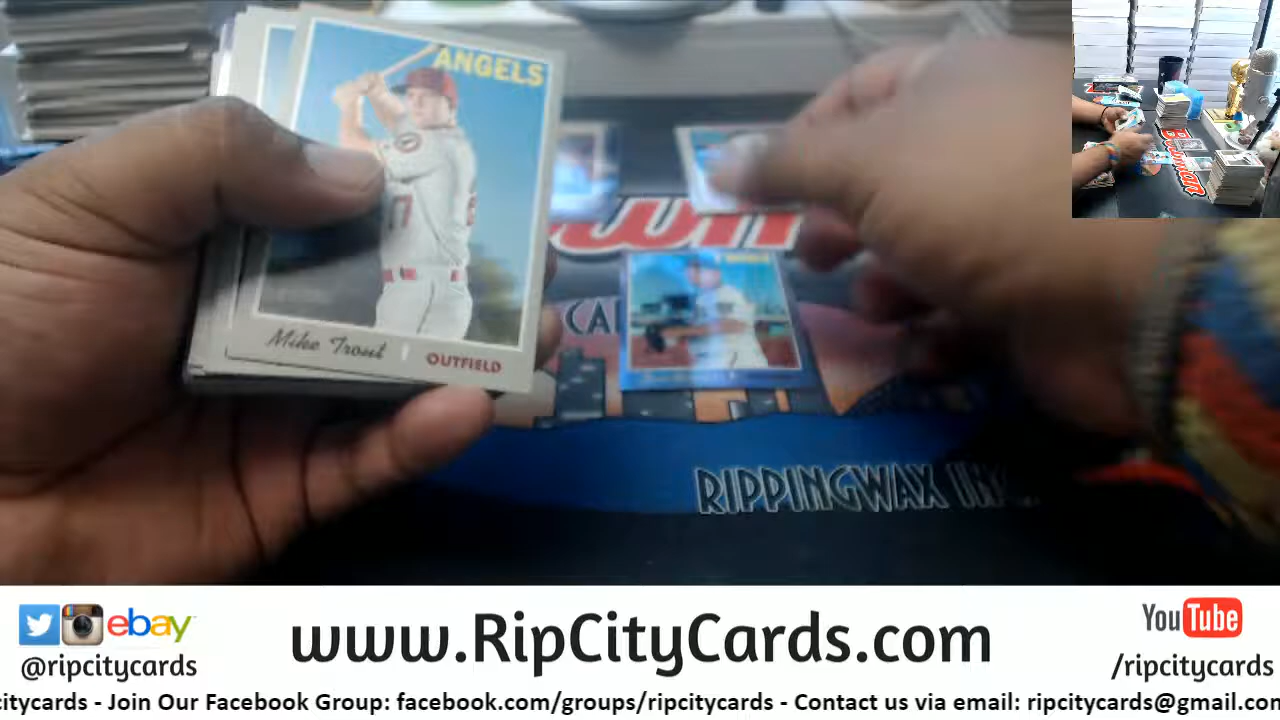 ANGELS
Mike Trout
OUTFIELD
RIPPINGWAX INC
ebay
@ripcitycards
www.RipCityCards.com
YouTube
/ripcitycards
citycards - Join Our Facebook Group: facebook.com/groups/ripcitycards - Contact us via email: ripcitycards@gmail.com